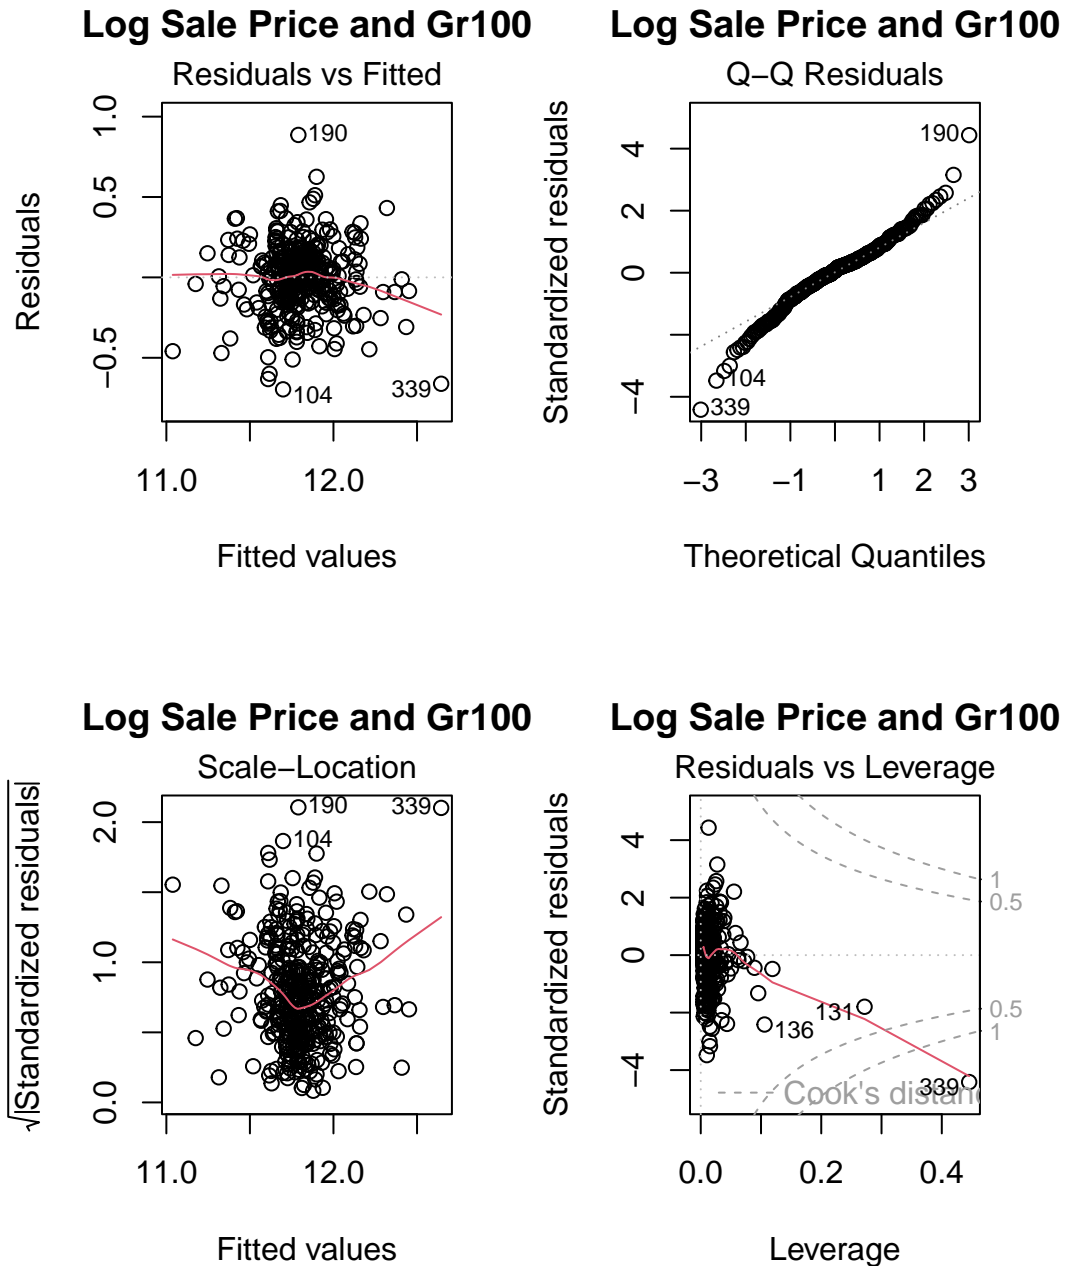 Log Sale Price and Gr100
Residuals vs Fitted
Residuals
1.0
0.5
−0.5
190
104
339
11.0 12.0
Fitted values
Log Sale Price and Gr100
Q−Q Residuals
Standardized residuals
4
2
0
−4
190
104
339
−3 −1 1 2 3
Theoretical Quantiles
Log Sale Price and Gr100
Scale−Location
√|Standardized residuals|
2.0
1.0
0.0
190
339
104
11.0 12.0
Fitted values
Log Sale Price and Gr100
Residuals vs Leverage
Standardized residuals
4
2
0
−4
1
0.5
0.5
1
131
136
339
Cook's distanc
0.0 0.2 0.4
Leverage